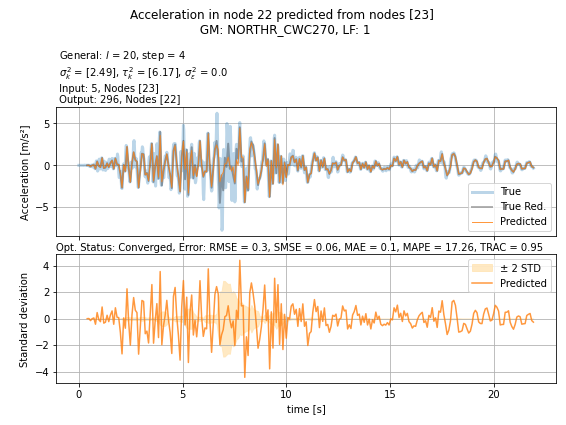 Acceleration in node 22 predicted from nodes [23]
GM: NORTHR_CWC270, LF: 1
General: l = 20, step = 4
σ²ₖ = [2.49], τ²ₖ = [6.17], σ²ε = 0.0
Input: 5, Nodes [23]
Output: 296, Nodes [22]
Acceleration [m/s²]
5
0
−5
True
True Red.
Predicted
Opt. Status: Converged, Error: RMSE = 0.3, SMSE = 0.06, MAE = 0.1, MAPE = 17.26, TRAC = 0.95
Standard deviation
4
2
0
−2
−4
± 2 STD
Predicted
0 5 10 15 20
time [s]